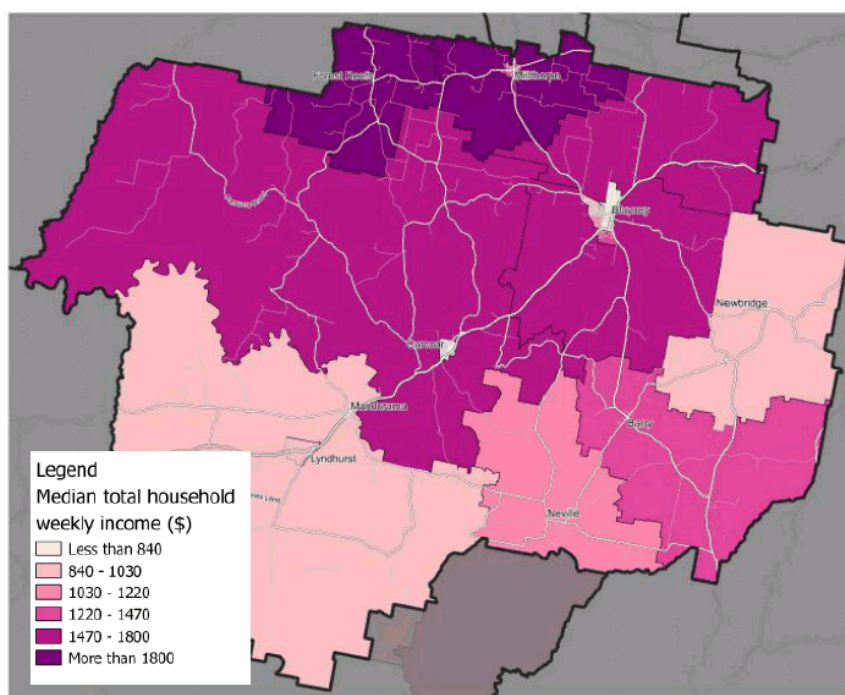 Forest Reefs
Millthorpe
Blayney
Newbridge
Carcoar
Mandurama
Barry
Lyndhurst
Neville
Legend
Median total household
weekly income ($)
Less than 840
840 - 1030
1030 - 1220
1220 - 1470
1470 - 1800
More than 1800